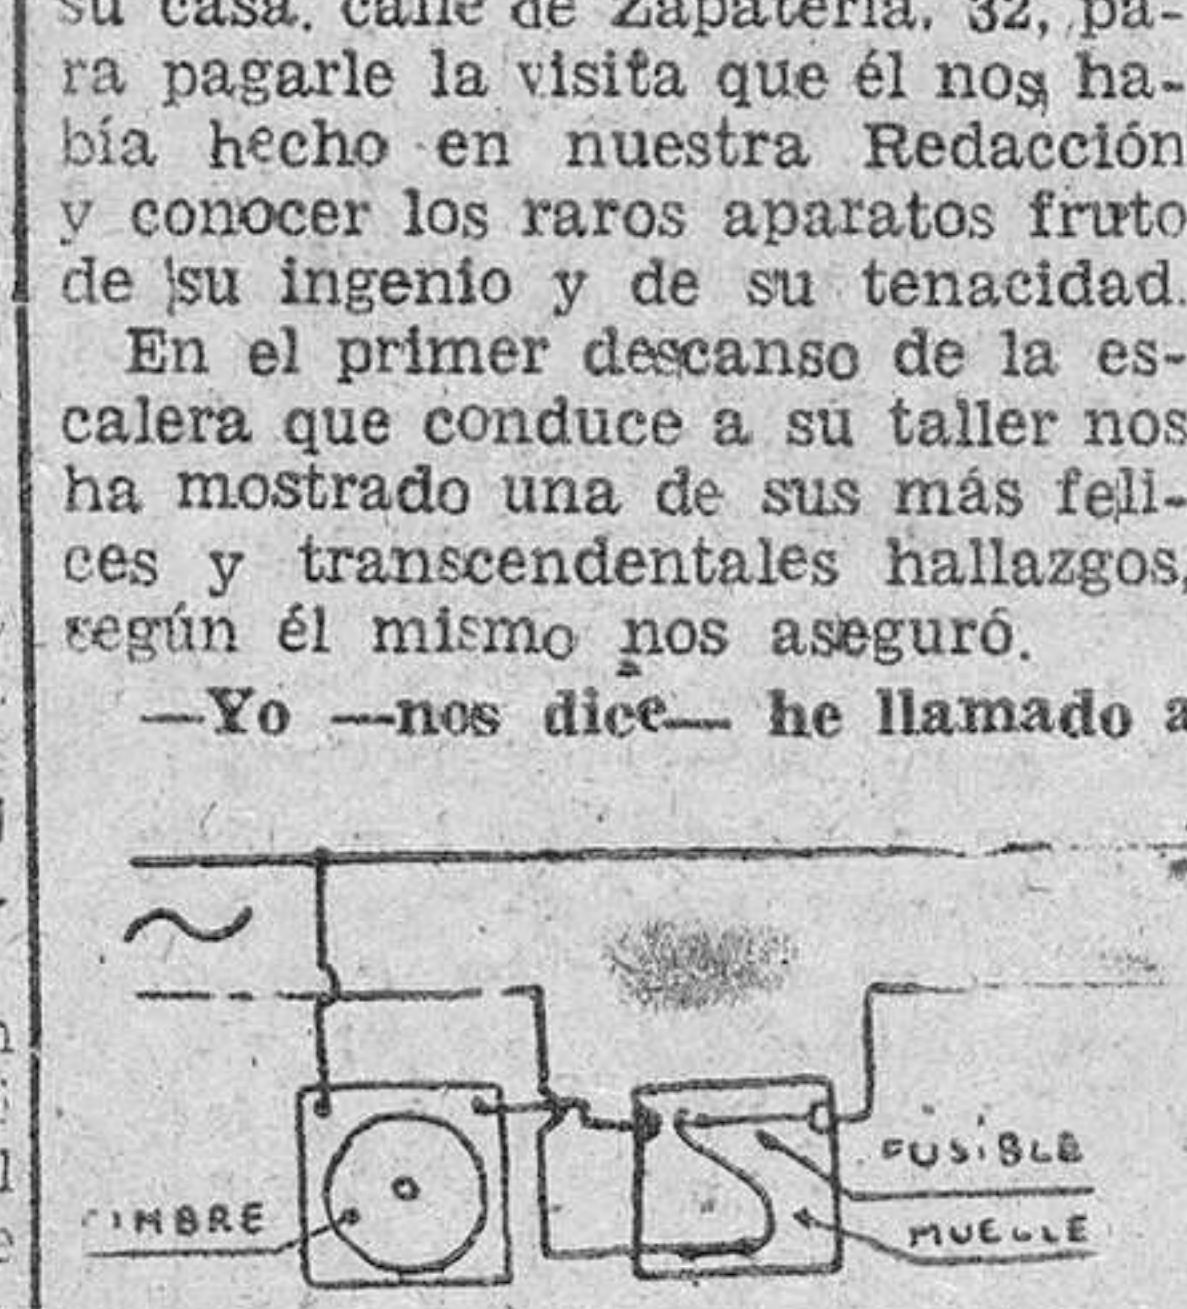 su casa, calle de Zapatería, 32, pa-
ra pagarle la visita que él nos ha-
bía hecho en nuestra Redacción
y conocer los raros aparatos fruto
de su ingenio y de su tenacidad.
En el primer descanso de la es-
calera que conduce a su taller nos
ha mostrado una de sus más feli-
ces y transcendentales hallazgos,
según él mismo nos aseguró.
—Yo —nos dice— he llamado a
FUSIBLE
TIMBRE
MUELLE